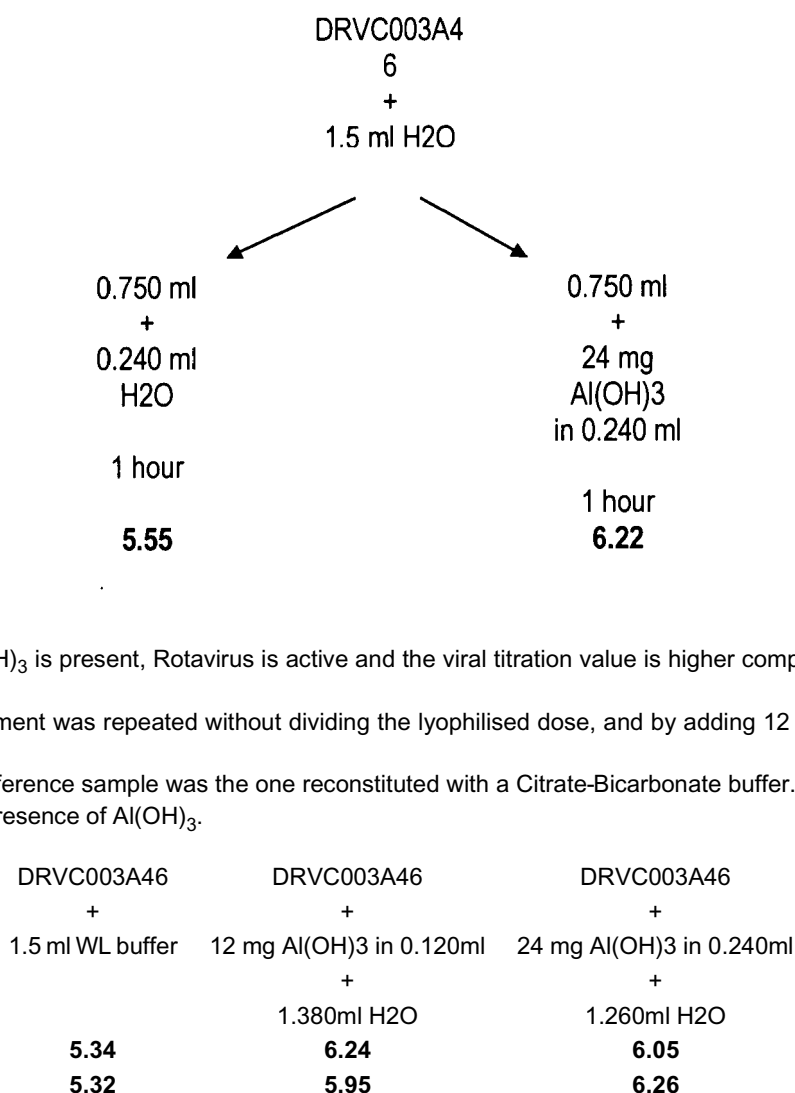 DRVC003A4
6
+
1.5 ml H2O
0.750 ml
+
0.240 ml
H2O
1 hour
5.55
0.750 ml
+
24 mg
Al(OH)3
in 0.240 ml
1 hour
6.22
H)3 is present, Rotavirus is active and the viral titration value is higher comp
ment was repeated without dividing the lyophilised dose, and by adding 12
ference sample was the one reconstituted with a Citrate-Bicarbonate buffer.
resence of Al(OH)3.
DRVC003A46 DRVC003A46 DRVC003A46
+ + +
1.5 ml WL buffer 12 mg Al(OH)3 in 0.120ml 24 mg Al(OH)3 in 0.240ml
+ +
1.380ml H2O 1.260ml H2O
5.34 6.24 6.05
5.32 5.95 6.26